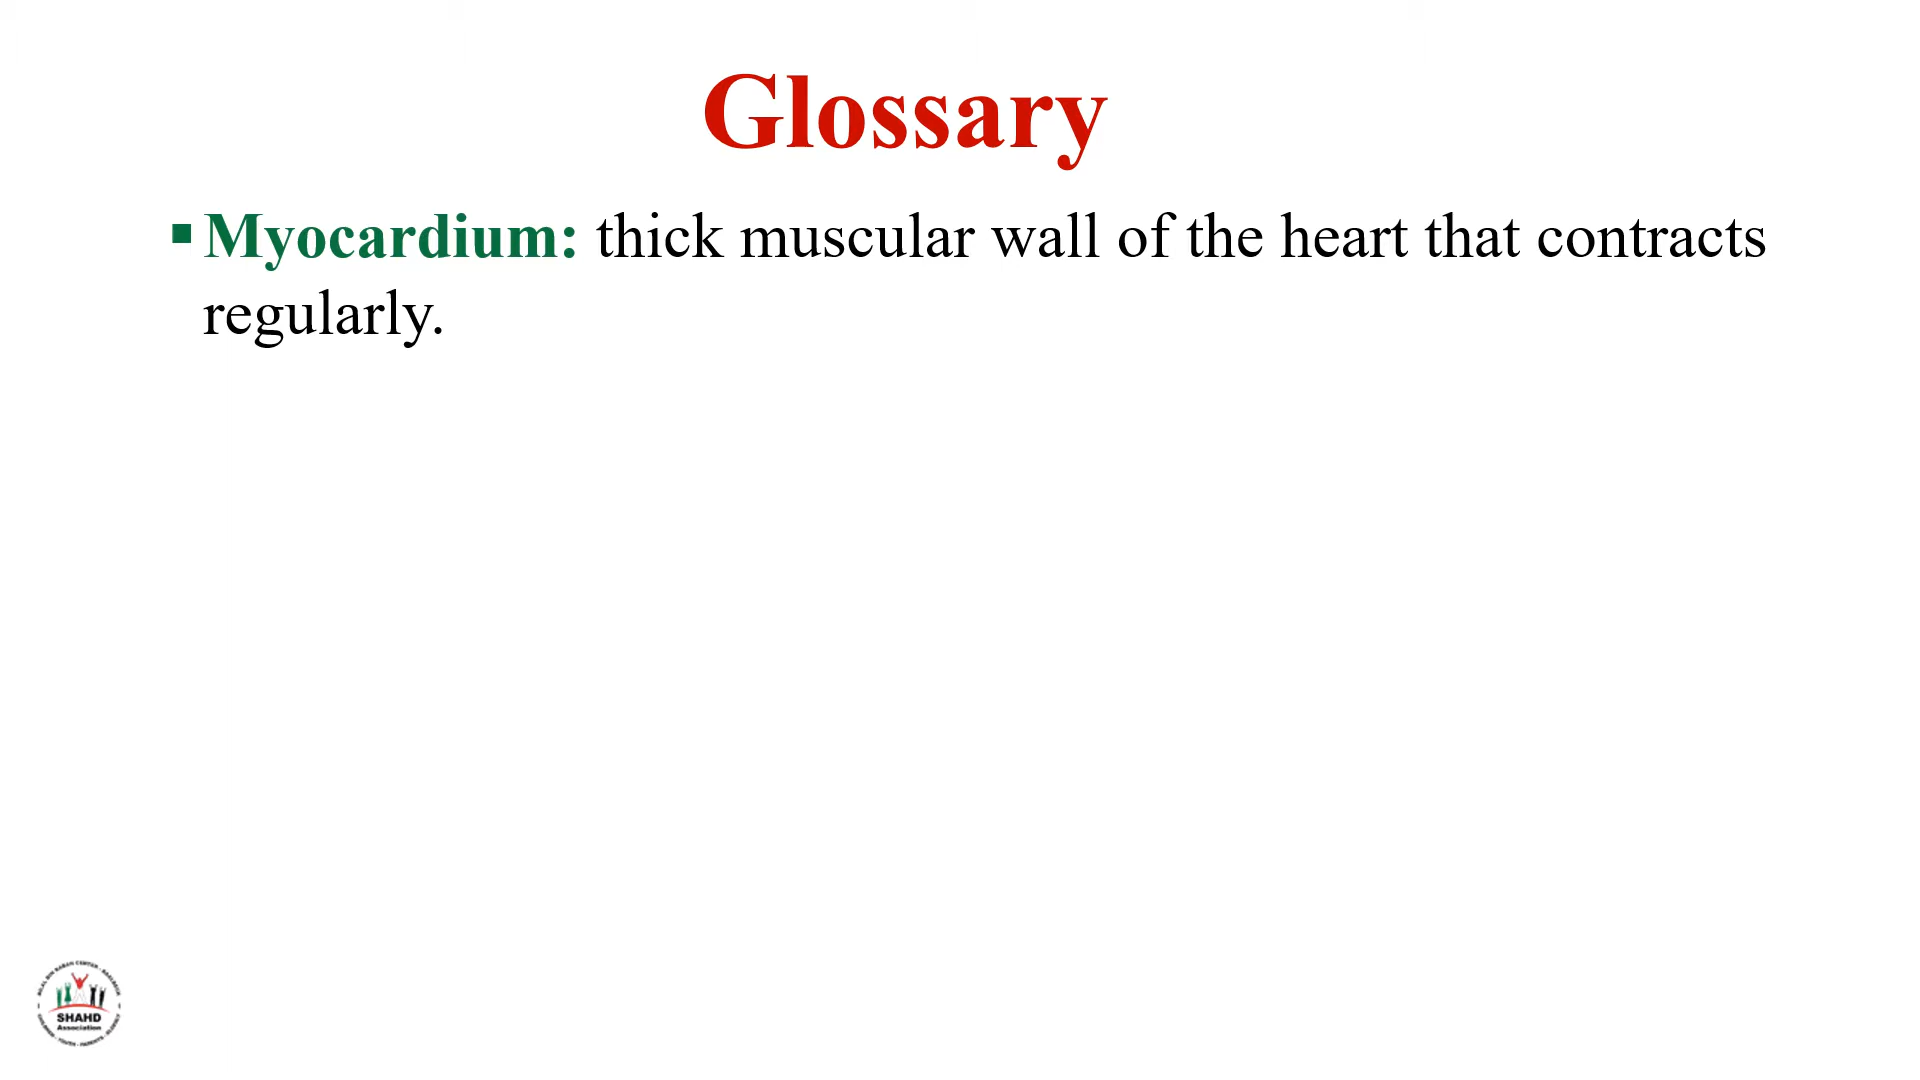 Glossary
▪ Myocardium: thick muscular wall of the heart that contracts
regularly.
SHAHD
Association